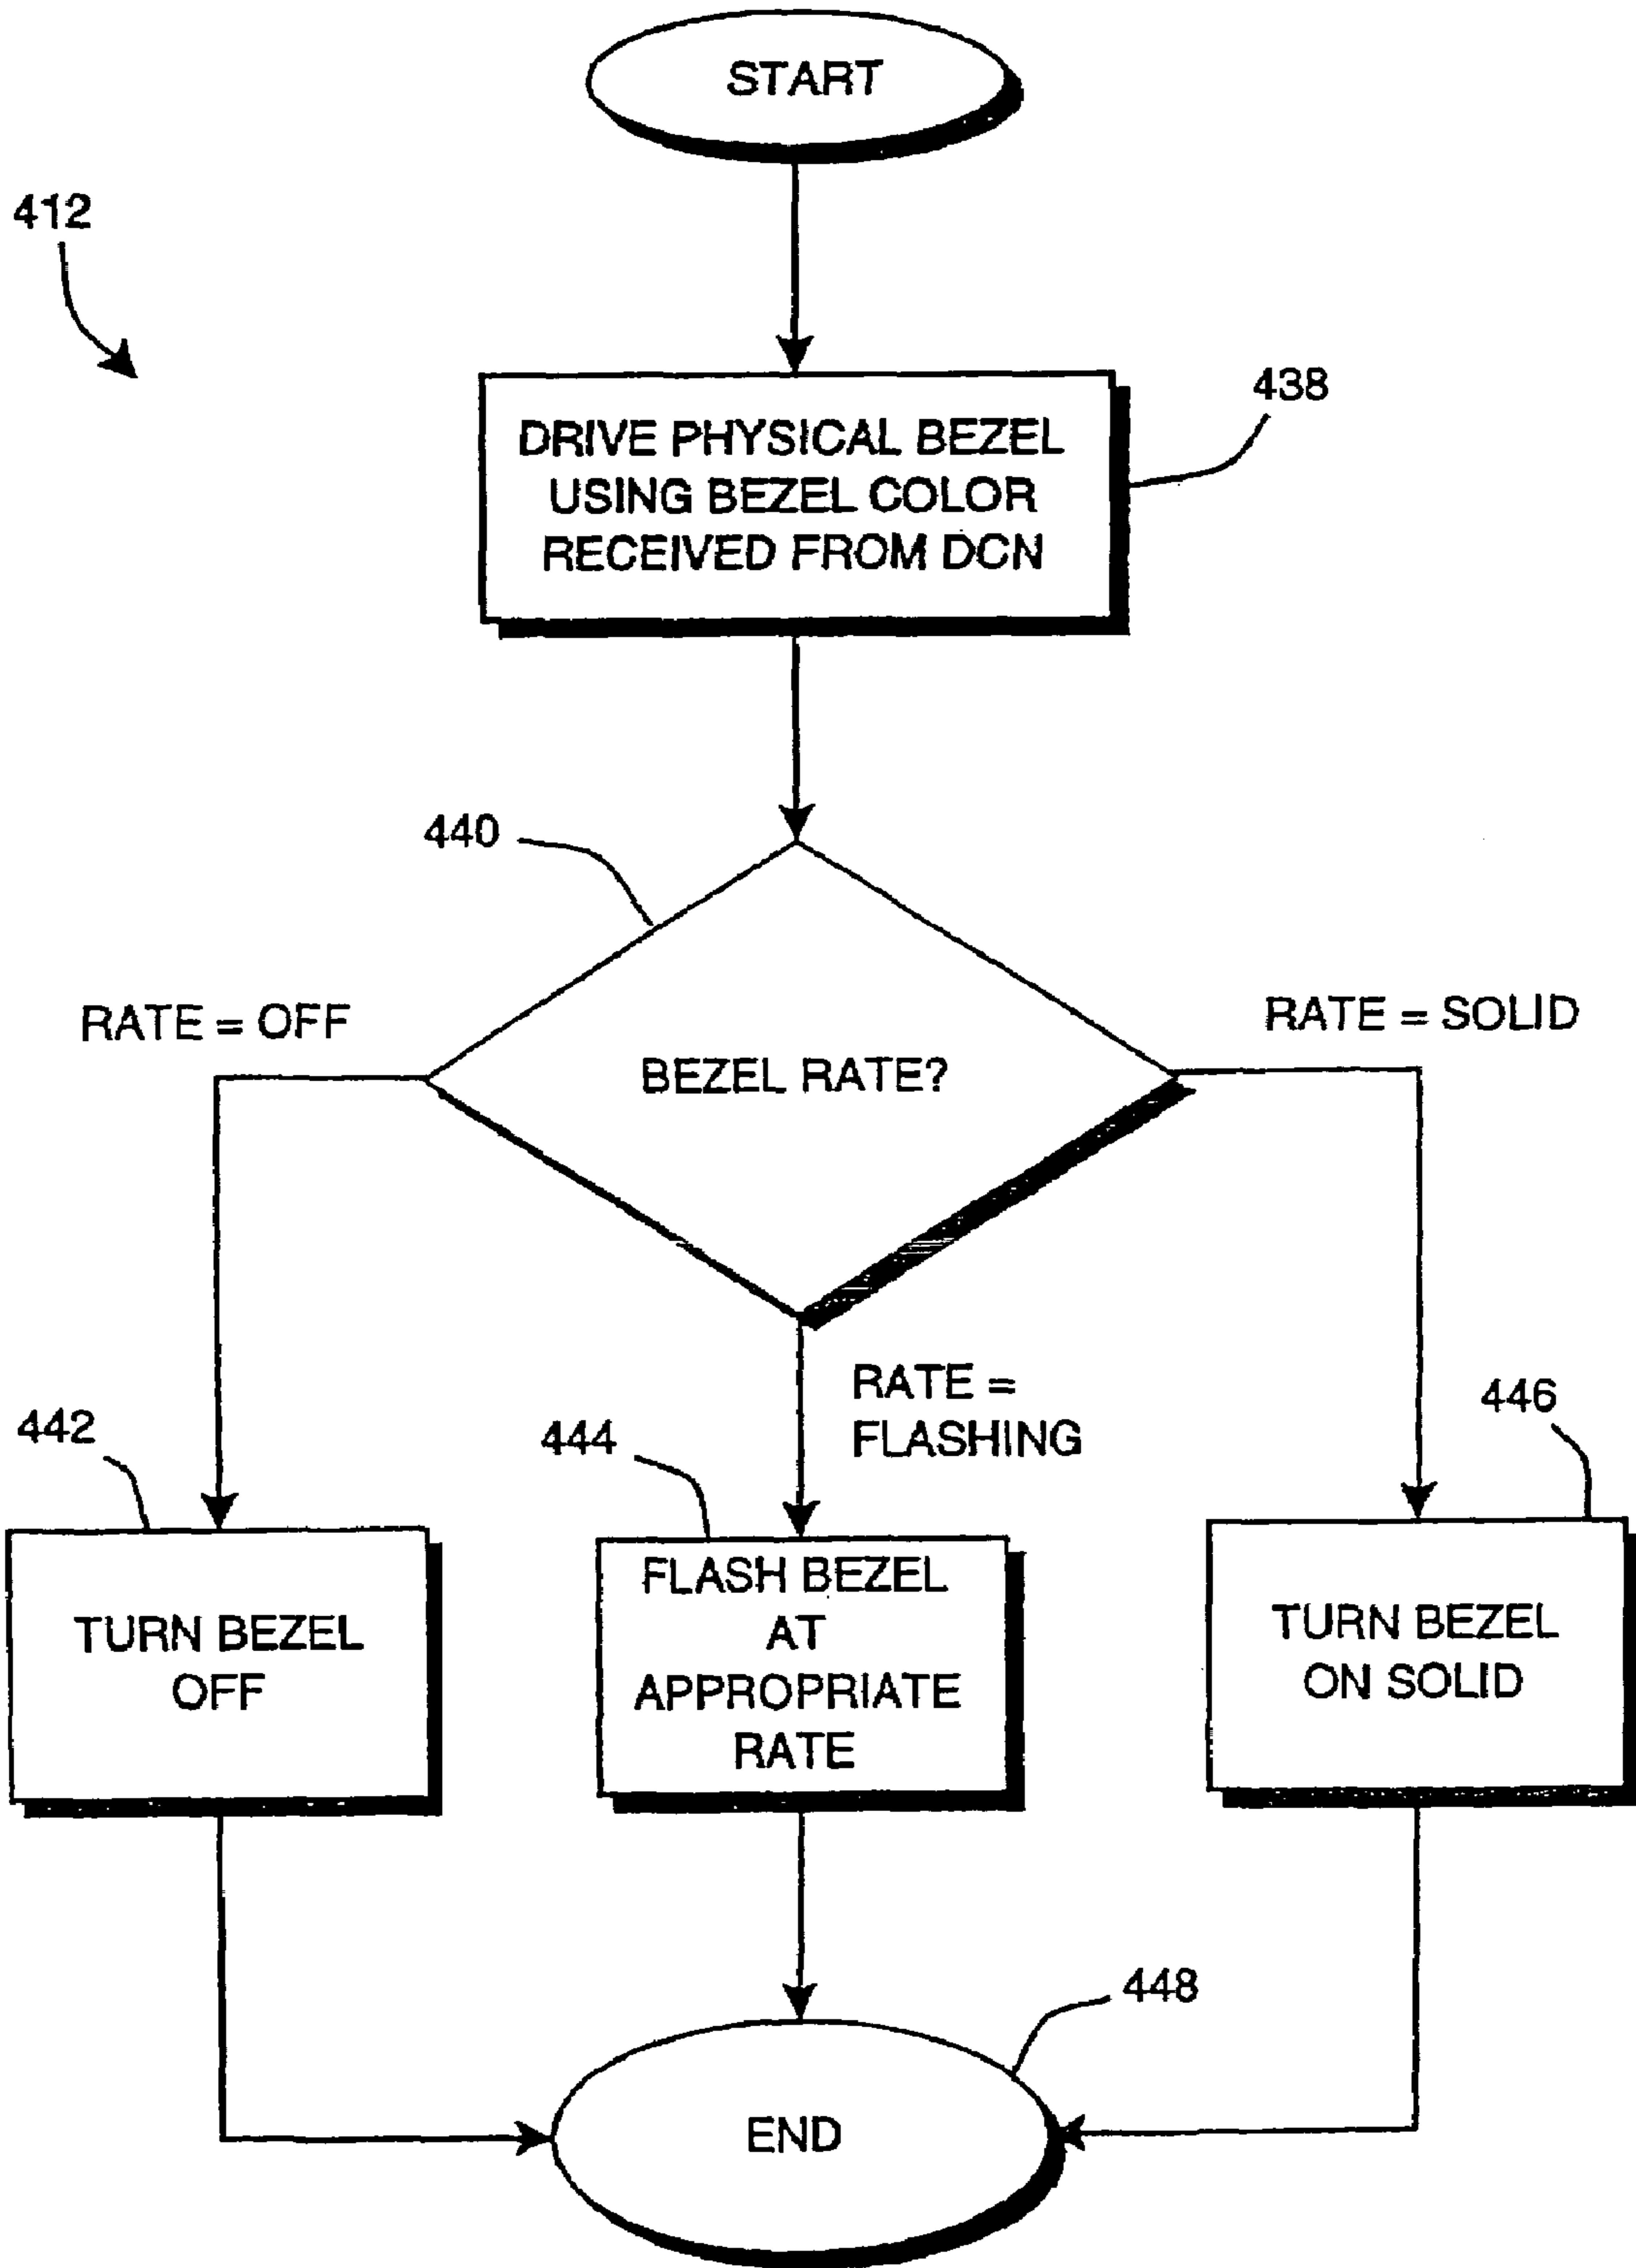 START
412
438
DRIVE PHYSICAL BEZEL
USING BEZEL COLOR
RECEIVED FROM DCN
440
RATE = OFF
RATE = SOLID
BEZEL RATE?
RATE =
FLASHING
442
444
446
TURN BEZEL
OFF
FLASH BEZEL
AT
APPROPRIATE
RATE
TURN BEZEL
ON SOLID
448
END